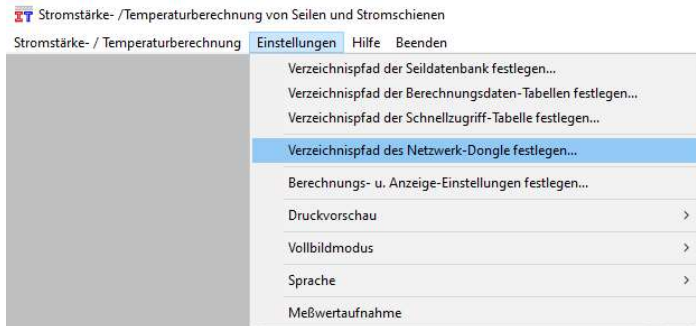 IT Stromstärke- /Temperaturberechnung von Seilen und Stromschienen
Stromstärke- / Temperaturberechnung Einstellungen Hilfe Beenden
Verzeichnispfad der Seildatenbank festlegen...
Verzeichnispfad der Berechnungsdaten-Tabellen festlegen...
Verzeichnispfad der Schnellzugriff-Tabelle festlegen...
Verzeichnispfad des Netzwerk-Dongle festlegen...
Berechnungs- u. Anzeige-Einstellungen festlegen...
Druckvorschau
Vollbildmodus
Sprache
Meßwertaufnahme